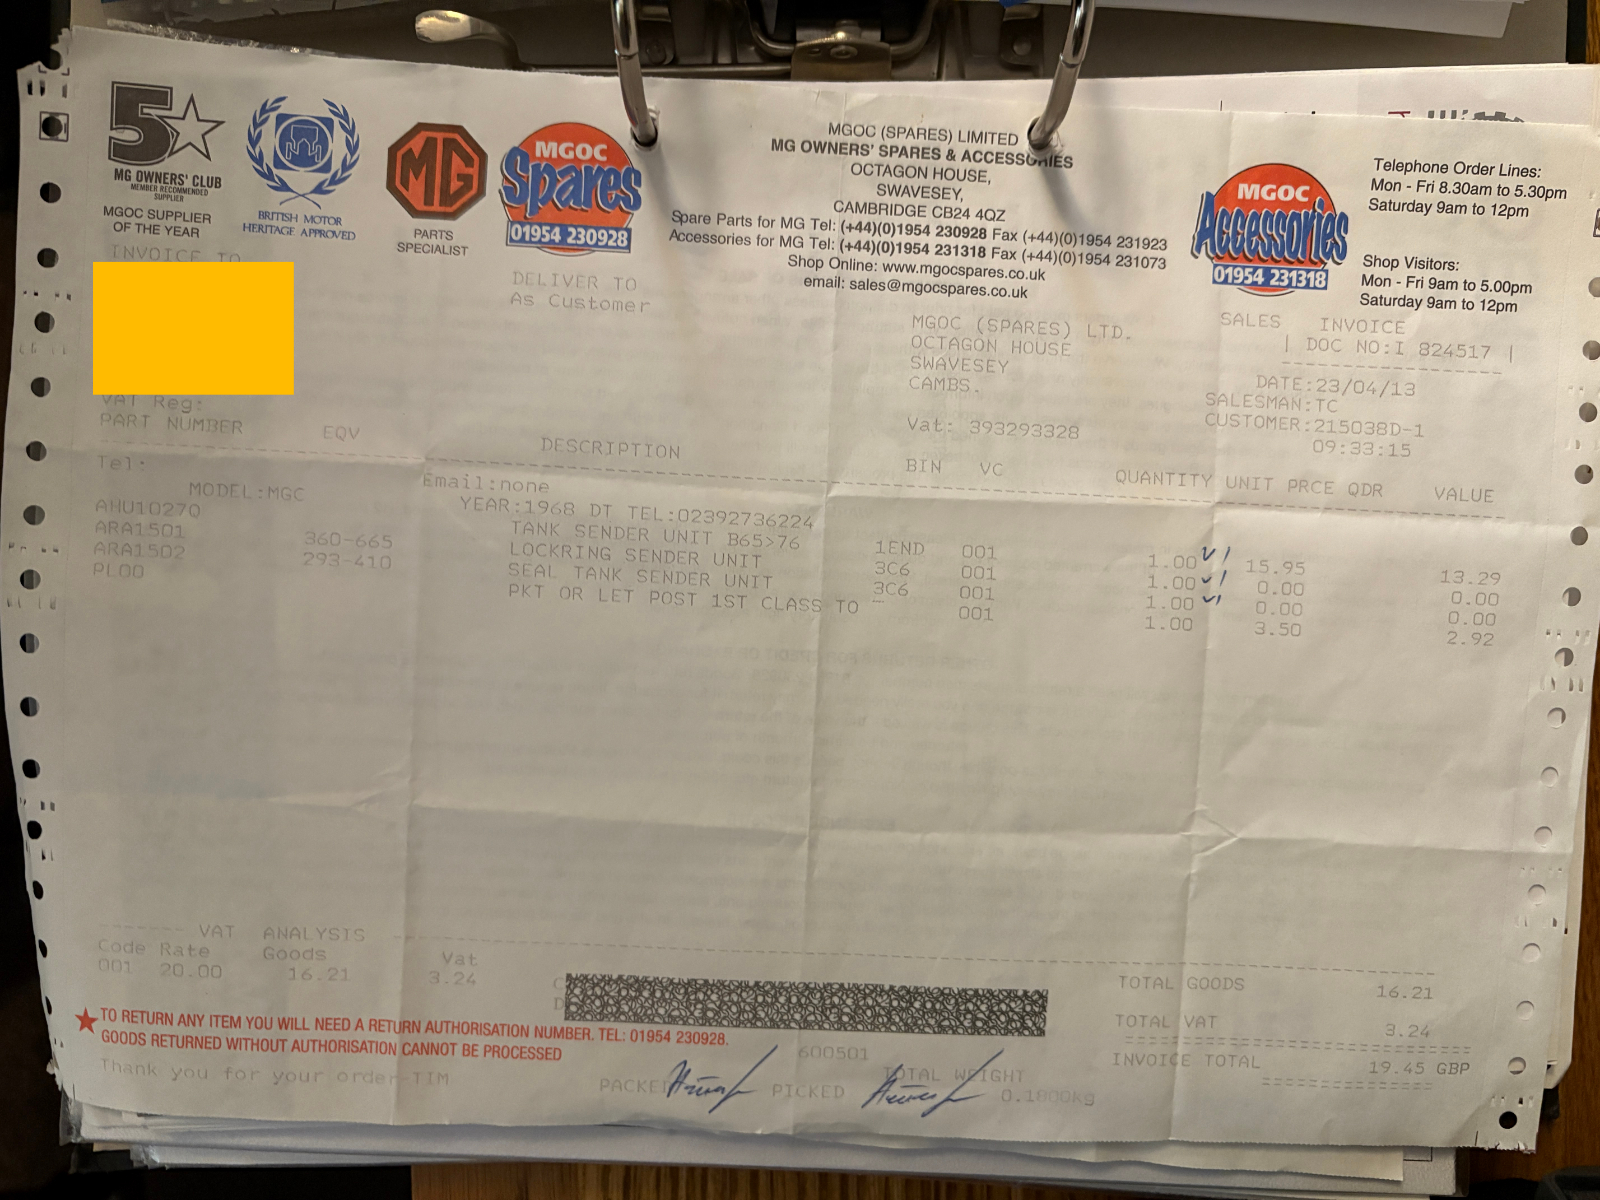 5
MG OWNERS' CLUB
MEMBER RECOMMENDED
SUPPLIER
MGOC SUPPLIER
OF THE YEAR
BRITISH MOTOR
HERITAGE APPROVED
MG
PARTS
SPECIALIST
MGOC
Spares
01954 230928
MGOC (SPARES) LIMITED
MG OWNERS' SPARES & ACCESSORIES
OCTAGON HOUSE,
SWAVESEY,
CAMBRIDGE CB24 4QZ
Spare Parts for MG Tel: (+44)(0)1954 230928 Fax (+44)(0)1954 231923
Accessories for MG Tel: (+44)(0)1954 231318 Fax (+44)(0)1954 231073
Shop Online: www.mgocspares.co.uk
email: sales@mgocspares.co.uk
MGOC
Accessories
01954 231318
Telephone Order Lines:
Mon - Fri 8.30am to 5.30pm
Saturday 9am to 12pm
Shop Visitors:
Mon - Fri 9am to 5.00pm
Saturday 9am to 12pm
INVOICE TO
DELIVER TO
As Customer
MGOC (SPARES) LTD.
OCTAGON HOUSE
SWAVESEY
CAMBS.
Vat: 393293328
SALES INVOICE
| DOC NO:I 824517 |
DATE:23/04/13
SALESMAN:TC
CUSTOMER:215038D-1
09:33:15
VAT Reg:
PART NUMBER EQV DESCRIPTION BIN VC QUANTITY UNIT PRCE QDR VALUE
Tel: Email:none
MODEL:MGC YEAR:1968 DT TEL:02392736224
AHU1027Q TANK SENDER UNIT B65>76 1END 001 1.00 15.95 13.29
ARA1501 360-665 LOCKRING SENDER UNIT 3C6 001 1.00 0.00 0.00
ARA1502 293-410 SEAL TANK SENDER UNIT 3C6 001 1.00 0.00 0.00
PL00 PKT OR LET POST 1ST CLASS TO 001 1.00 3.50 2.92
VAT ANALYSIS
Code Rate Goods Vat
001 20.00 16.21 3.24
TOTAL GOODS 16.21
TOTAL VAT 3.24
INVOICE TOTAL 19.45 GBP
TO RETURN ANY ITEM YOU WILL NEED A RETURN AUTHORISATION NUMBER. TEL: 01954 230928.
GOODS RETURNED WITHOUT AUTHORISATION CANNOT BE PROCESSED
Thank you for your order-TIM
600501
PACKED PICKED TOTAL WEIGHT
0.1800kg